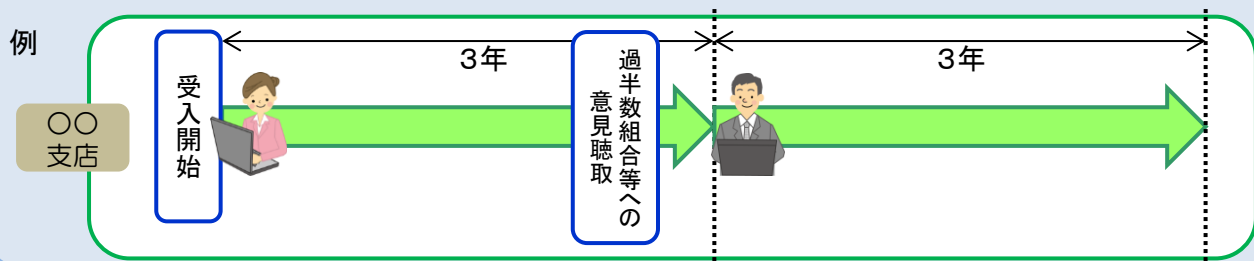 例
３年
３年
○○
支店
受入開始
過半数組合等への
意見聴取